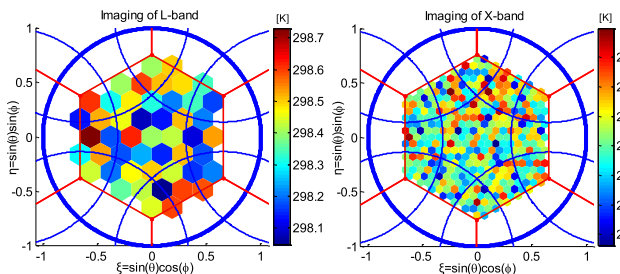 Imaging of L-band
[K]
Imaging of X-band
[K]
1
0.5
0
-0.5
-1
η=sin(θ)sin(ϕ)
298.7
298.6
298.5
298.4
298.3
298.2
298.1
-1 -0.5 0 0.5 1
ξ=sin(θ)cos(ϕ)
1
0.5
0
-0.5
-1
η=sin(θ)sin(ϕ)
-1 -0.5 0 0.5 1
ξ=sin(θ)cos(ϕ)